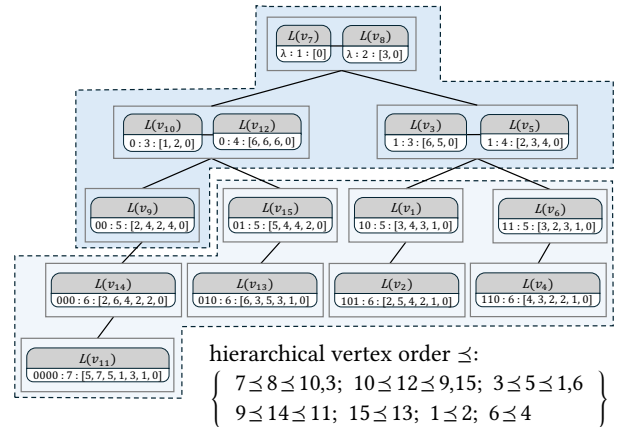 L(v₇) L(v₈)
λ : 1 : [0] λ : 2 : [3, 0]
L(v₁₀) L(v₁₂) L(v₃) L(v₅)
0 : 3 : [1, 2, 0] 0 : 4 : [6, 6, 6, 0] 1 : 3 : [6, 5, 0] 1 : 4 : [2, 3, 4, 0]
L(v₉) L(v₁₅) L(v₁) L(v₆)
00 : 5 : [2, 4, 2, 4, 0] 01 : 5 : [5, 4, 4, 2, 0] 10 : 5 : [3, 4, 3, 1, 0] 11 : 5 : [3, 2, 3, 1, 0]
L(v₁₄) L(v₁₃) L(v₂) L(v₄)
000 : 6 : [2, 6, 4, 2, 2, 0] 010 : 6 : [6, 3, 5, 3, 1, 0] 101 : 6 : [2, 5, 4, 2, 1, 0] 110 : 6 : [4, 3, 2, 2, 1, 0]
L(v₁₁)
0000 : 7 : [5, 7, 5, 1, 3, 1, 0]
hierarchical vertex order ⪯:
{ 7⪯8⪯10,3; 10⪯12⪯9,15; 3⪯5⪯1,6
9⪯14⪯11; 15⪯13; 1⪯2; 6⪯4 }